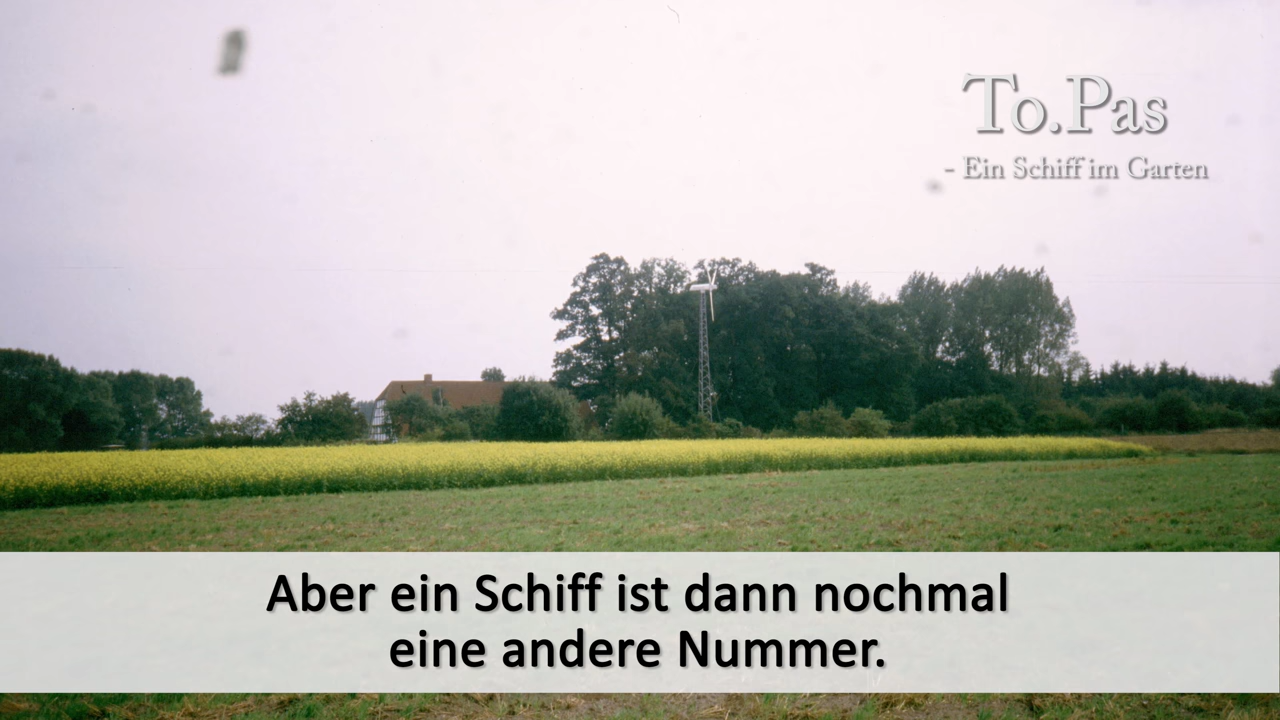 To.Pas
- Ein Schiff im Garten
Aber ein Schiff ist dann nochmal
eine andere Nummer.